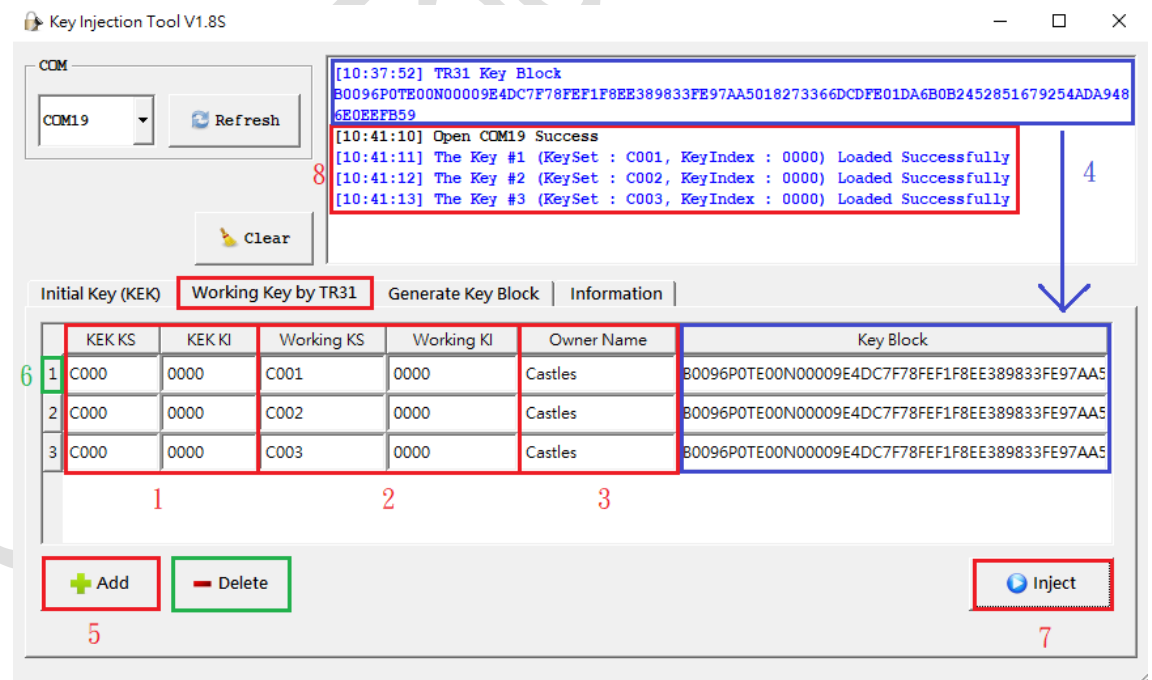 Key Injection Tool V1.8S
COM
COM19
Refresh
Clear
[10:37:52] TR31 Key Block
B0096P0TE00N00009E4DC7F78FEF1F8EE389833FE97AA5018273366DCDFE01DA6B0B2452851679254ADA948
6E0EEFB59
[10:41:10] Open COM19 Success
[10:41:11] The Key #1 (KeySet : C001, KeyIndex : 0000) Loaded Successfully
[10:41:12] The Key #2 (KeySet : C002, KeyIndex : 0000) Loaded Successfully
[10:41:13] The Key #3 (KeySet : C003, KeyIndex : 0000) Loaded Successfully
8
4
Initial Key (KEK) Working Key by TR31 Generate Key Block Information
KEK KS KEK KI Working KS Working KI Owner Name Key Block
6 1 C000 0000 C001 0000 Castles B0096P0TE00N00009E4DC7F78FEF1F8EE389833FE97AA5
2 C000 0000 C002 0000 Castles B0096P0TE00N00009E4DC7F78FEF1F8EE389833FE97AA5
3 C000 0000 C003 0000 Castles B0096P0TE00N00009E4DC7F78FEF1F8EE389833FE97AA5
1 2 3
Add Delete Inject
5 7